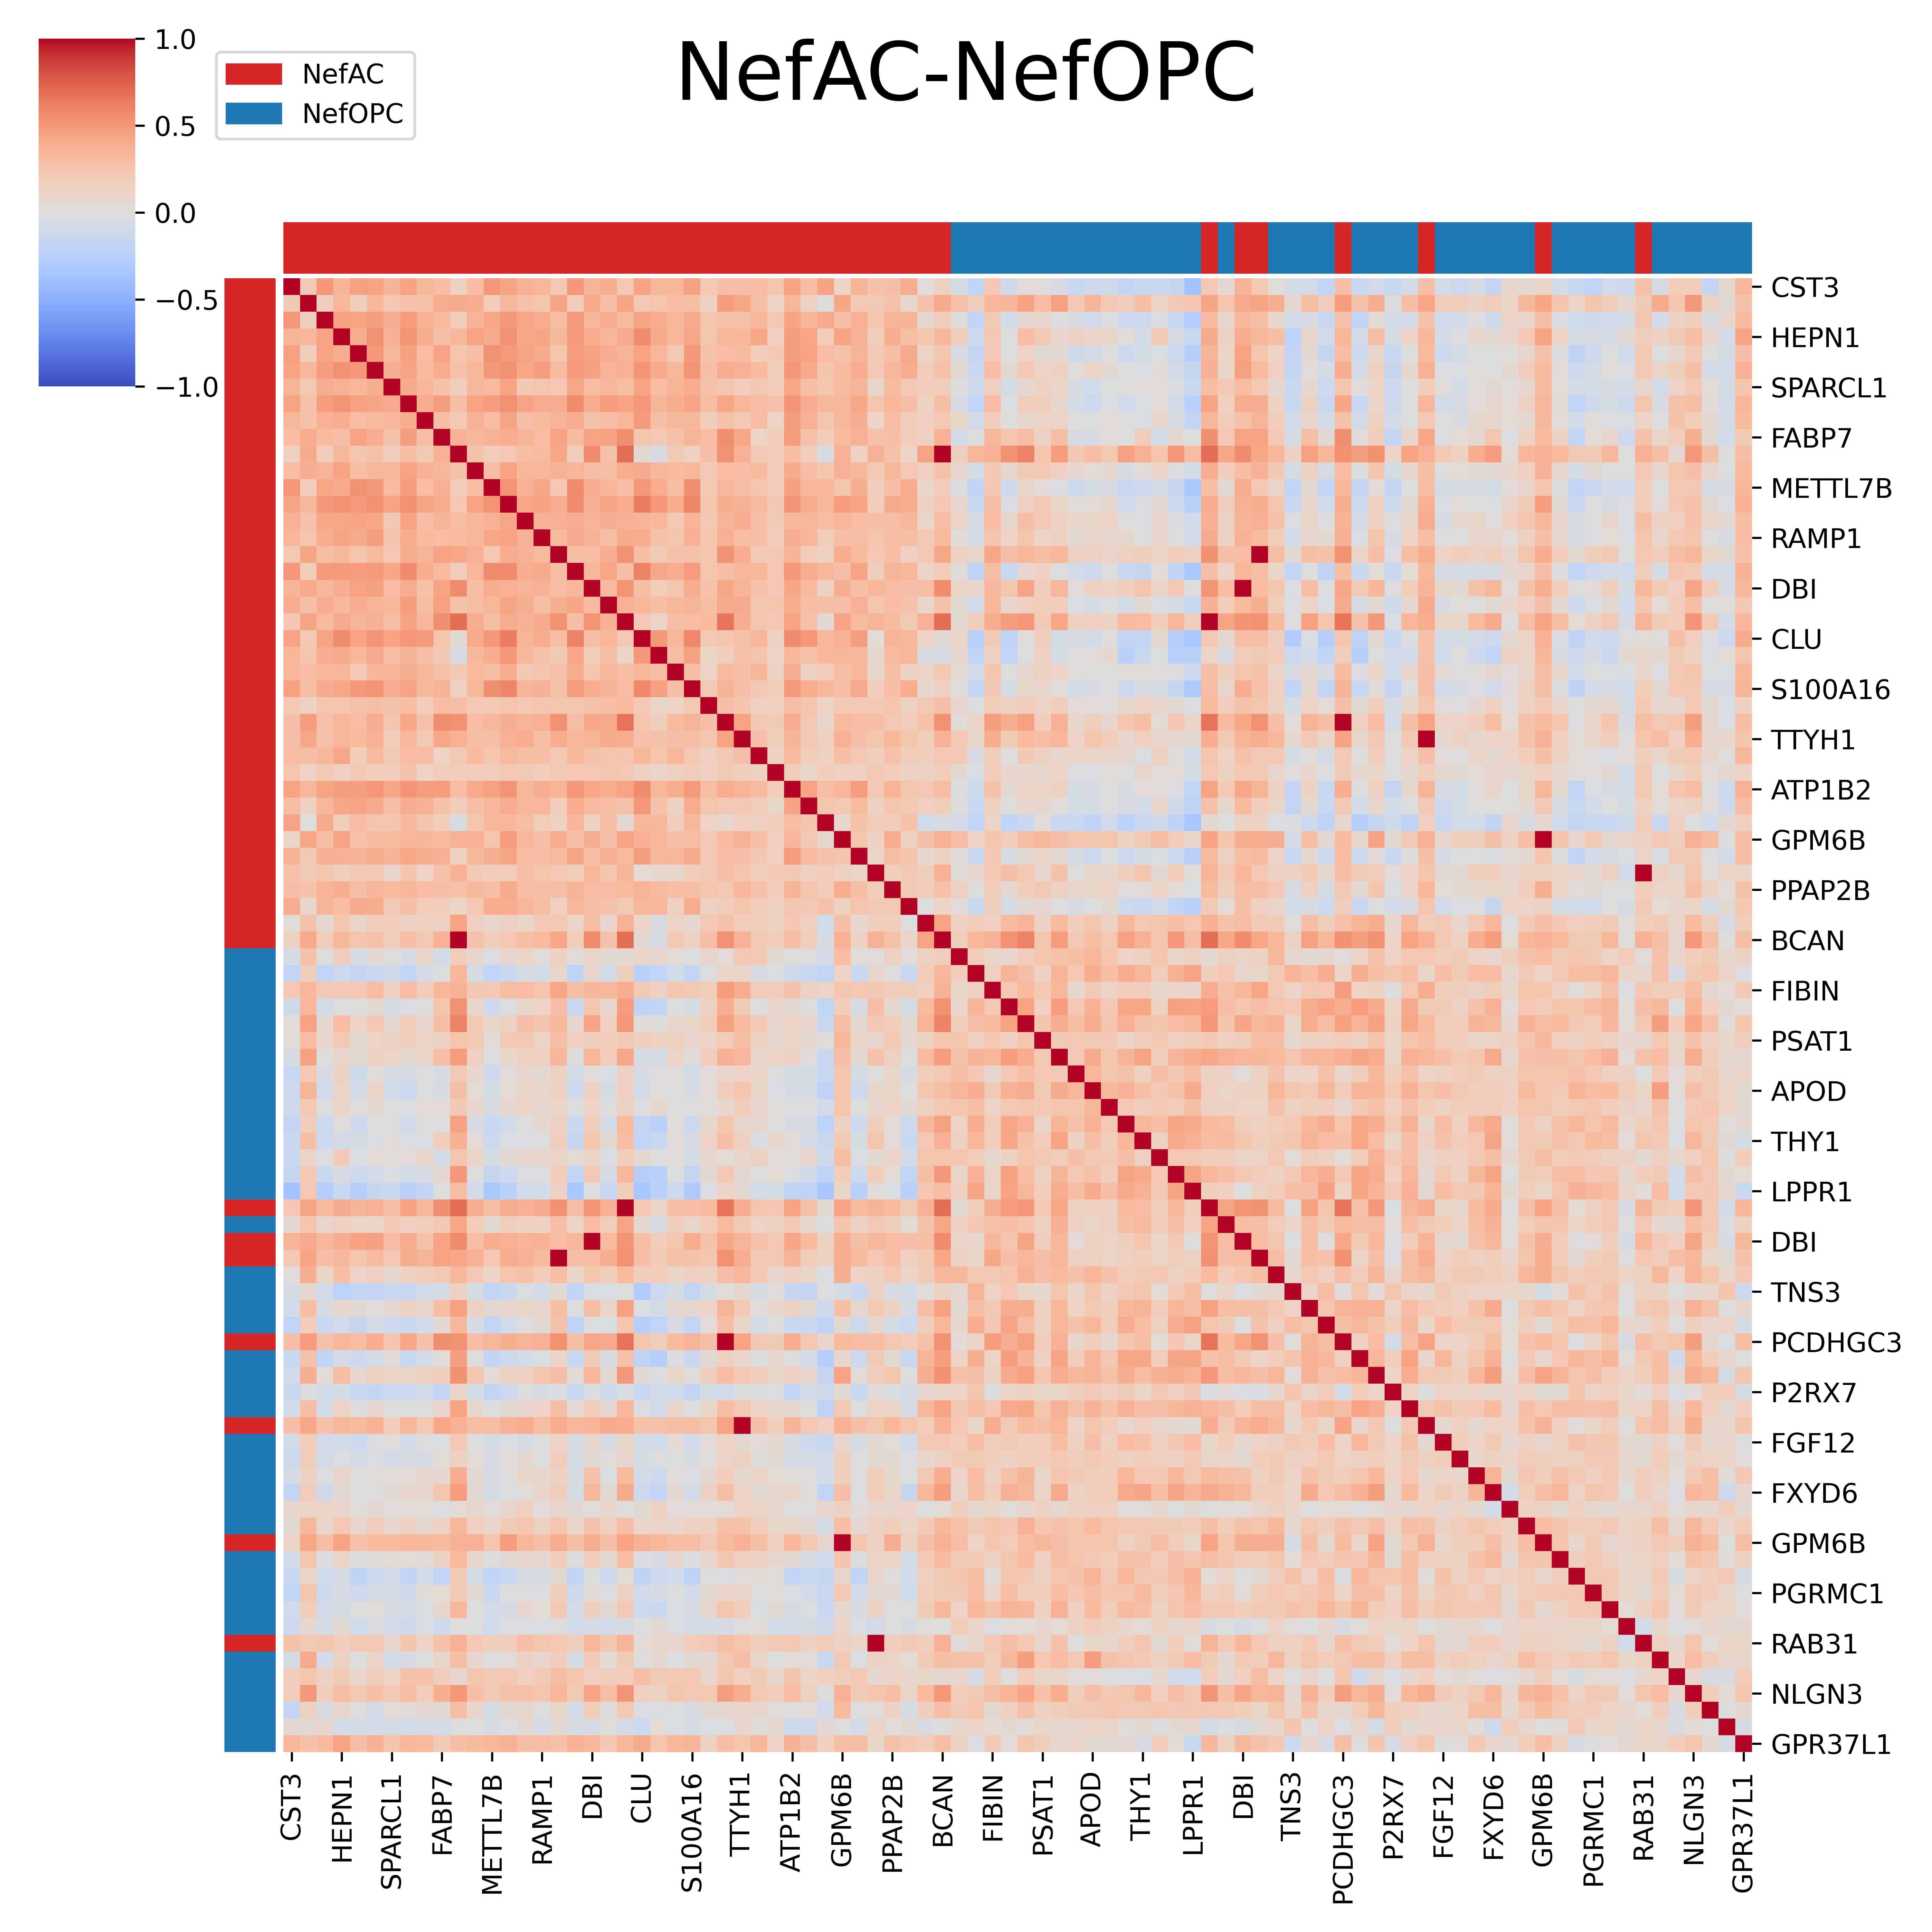 NefAC-NefOPC
1.0
0.5
0.0
−0.5
−1.0
NefAC
NefOPC
CST3
HEPN1
SPARCL1
FABP7
METTL7B
RAMP1
DBI
CLU
S100A16
TTYH1
ATP1B2
GPM6B
PPAP2B
BCAN
FIBIN
PSAT1
APOD
THY1
LPPR1
DBI
TNS3
PCDHGC3
P2RX7
FGF12
FXYD6
GPM6B
PGRMC1
RAB31
NLGN3
GPR37L1
CST3
HEPN1
SPARCL1
FABP7
METTL7B
RAMP1
DBI
CLU
S100A16
TTYH1
ATP1B2
GPM6B
PPAP2B
BCAN
FIBIN
PSAT1
APOD
THY1
LPPR1
DBI
TNS3
PCDHGC3
P2RX7
FGF12
FXYD6
GPM6B
PGRMC1
RAB31
NLGN3
GPR37L1